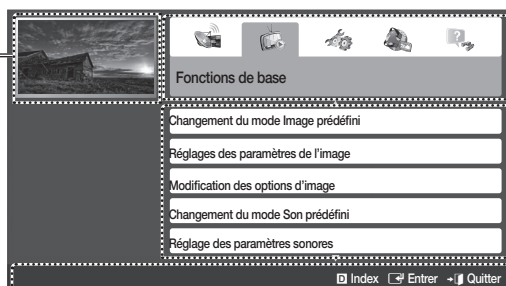 Fonctions de base
Changement du mode Image prédéfini
Réglages des paramètres de l'image
Modification des options d'image
Changement du mode Son prédéfini
Réglage des paramètres sonores
D Index Entrer Quitter